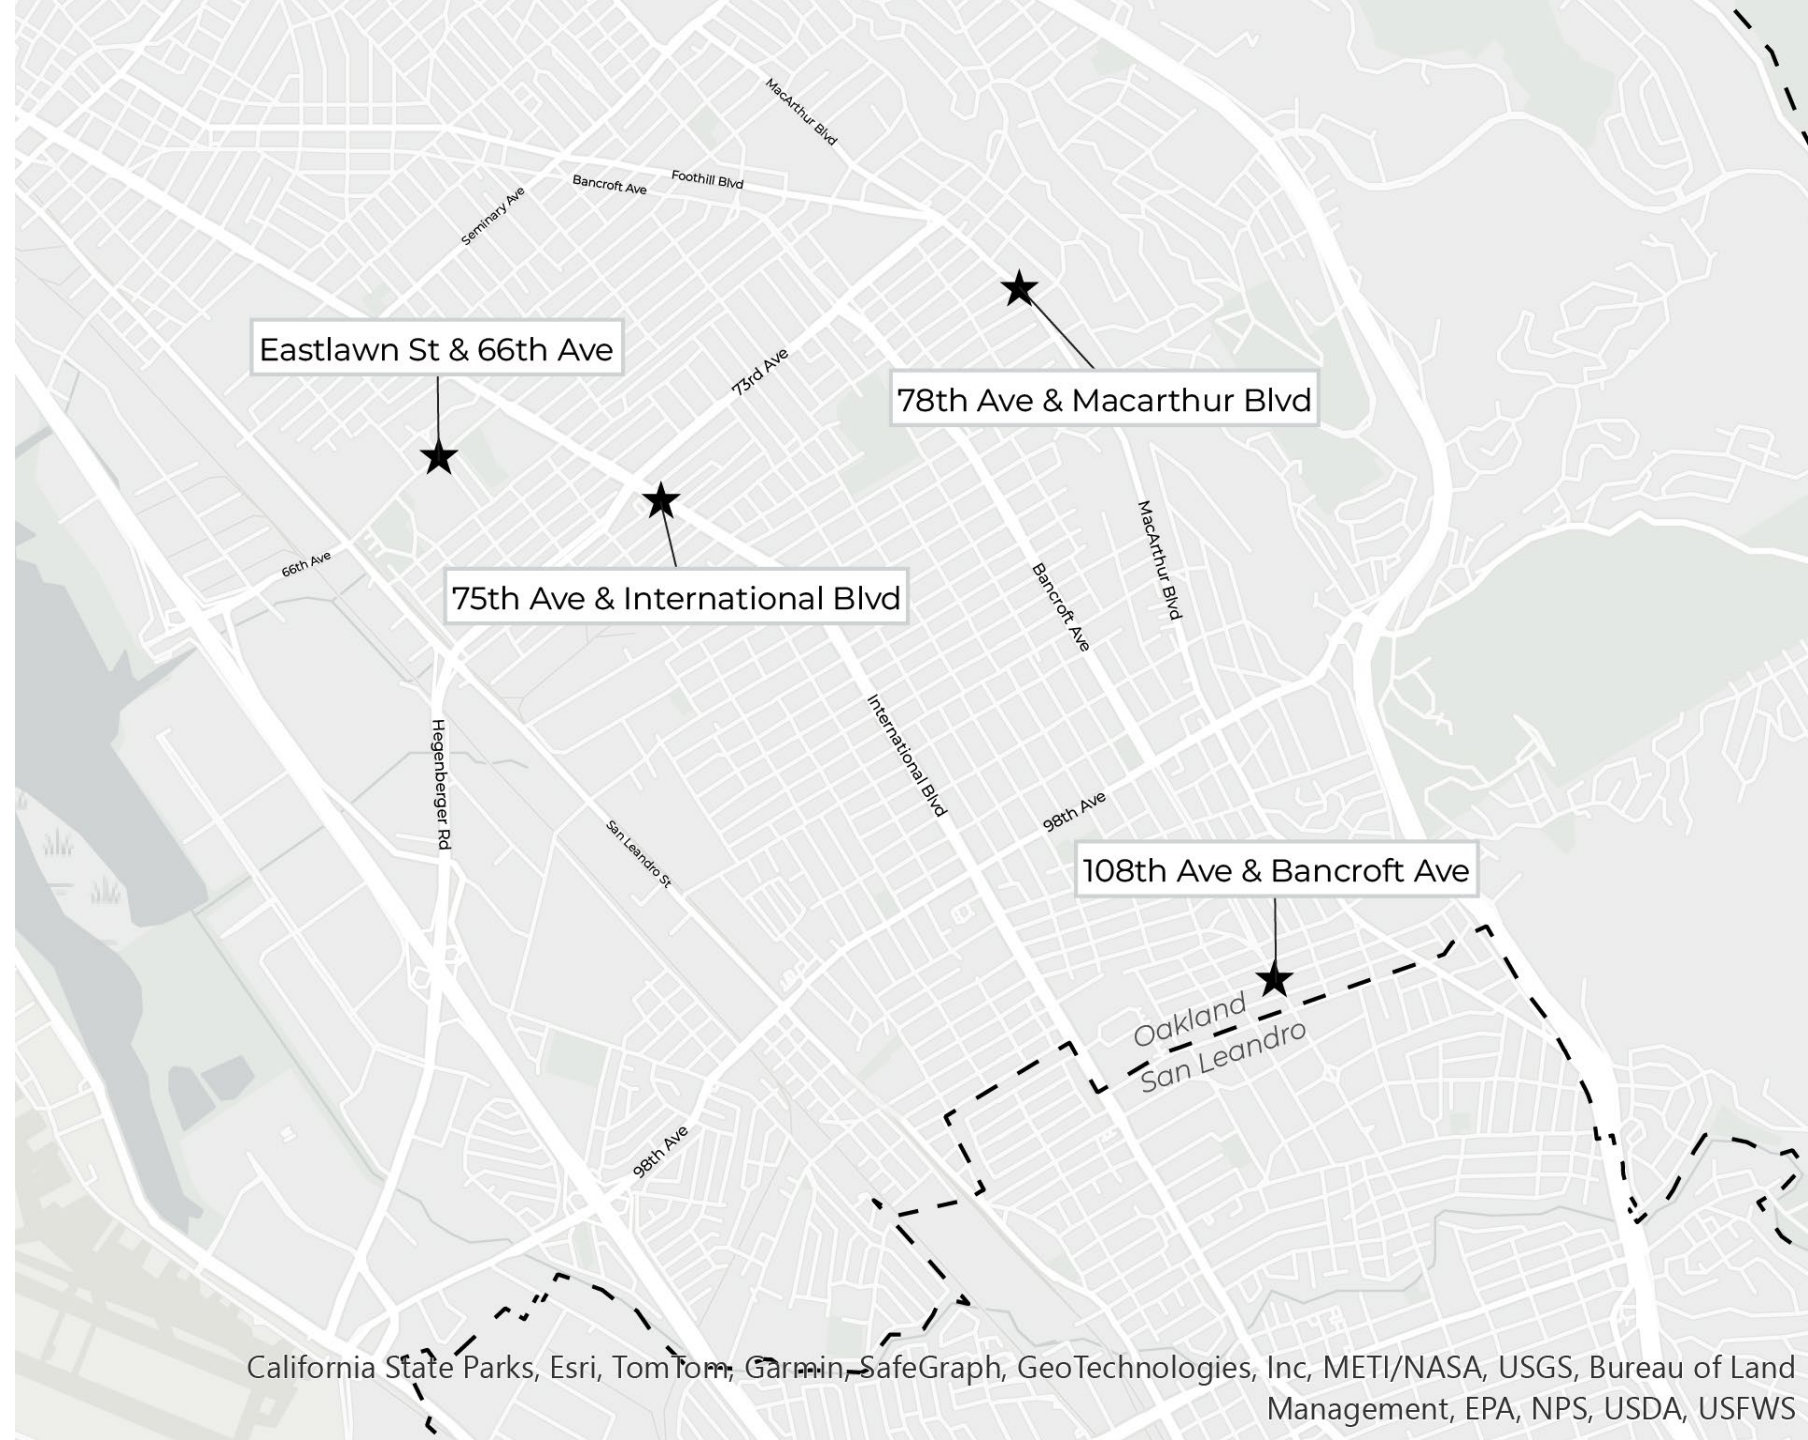 MacArthur Blvd
Foothill Blvd
Bancroft Ave
Seminary Ave
Eastlawn St & 66th Ave
73rd Ave
78th Ave & Macarthur Blvd
66th Ave
75th Ave & International Blvd
MacArthur Blvd
Bancroft Ave
International Blvd
Hegenberger Rd
98th Ave
San Leandro St
108th Ave & Bancroft Ave
Oakland
San Leandro
98th Ave
California State Parks, Esri, TomTom, Garmin, SafeGraph, GeoTechnologies, Inc, METI/NASA, USGS, Bureau of Land
Management, EPA, NPS, USDA, USFWS